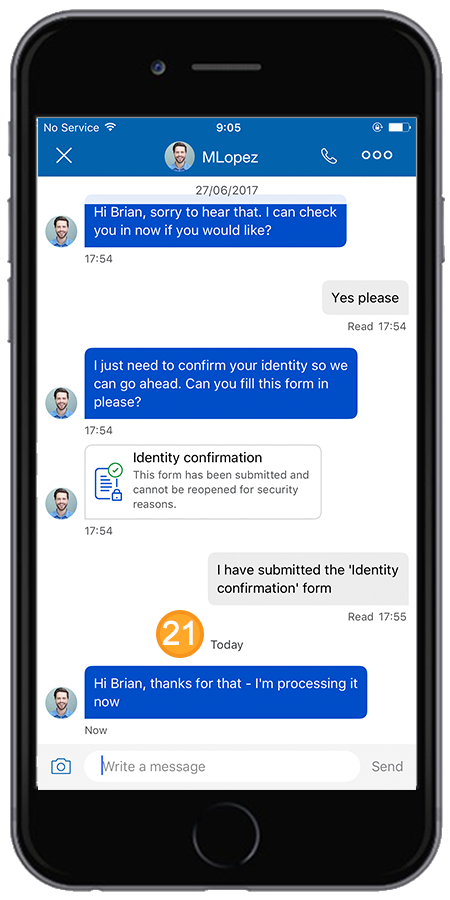 No Service 9:05
MLopez
27/06/2017
Hi Brian, sorry to hear that. I can check
you in now if you would like?
17:54
Yes please
Read 17:54
I just need to confirm your identity so we
can go ahead. Can you fill this form in
please?
17:54
Identity confirmation
This form has been submitted and
cannot be reopened for security
reasons.
17:54
I have submitted the 'Identity
confirmation' form
Read 17:55
21
Today
Hi Brian, thanks for that - I'm processing it
now
Now
Write a message Send